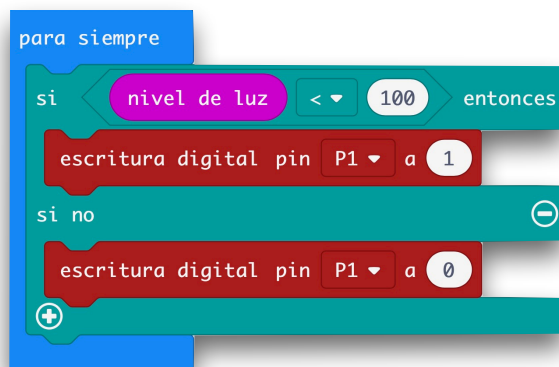 para siempre
si nivel de luz < 100 entonces
escritura digital pin P1 a 1
si no
escritura digital pin P1 a 0